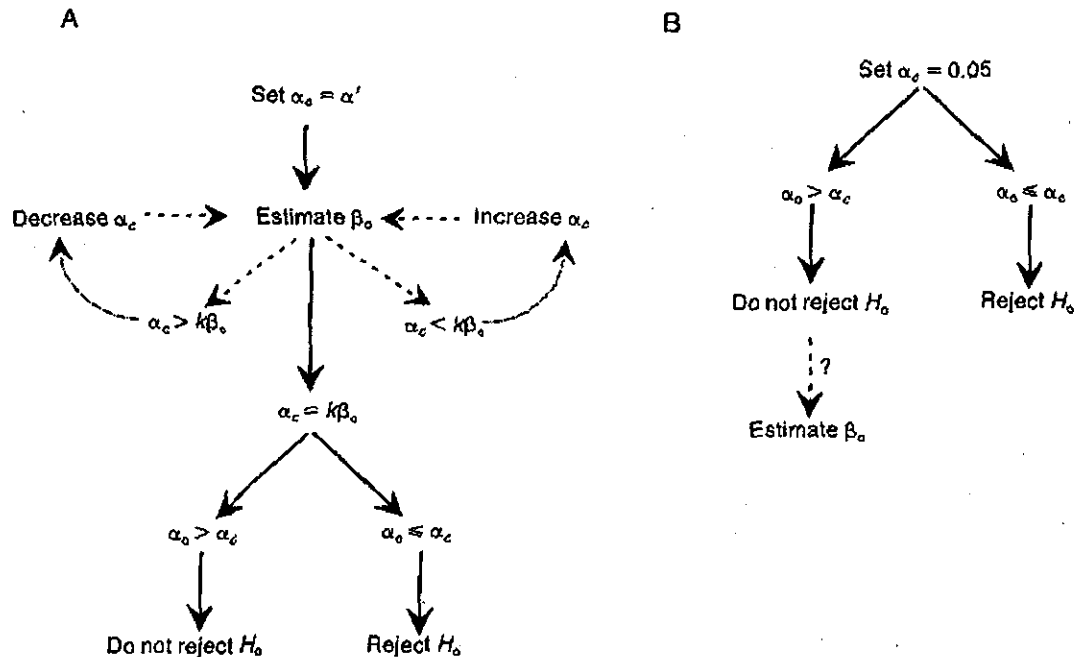 A
Set αc = α′
Decrease αc
Estimate βo
Increase αc
αc > kβo
αc < kβo
αc = kβo
αo > αc
αo ⩽ αc
Do not reject Ho
Reject Ho
B
Set αc = 0.05
αo > αc
αo ⩽ αc
Do not reject Ho
Reject Ho
?
Estimate βo